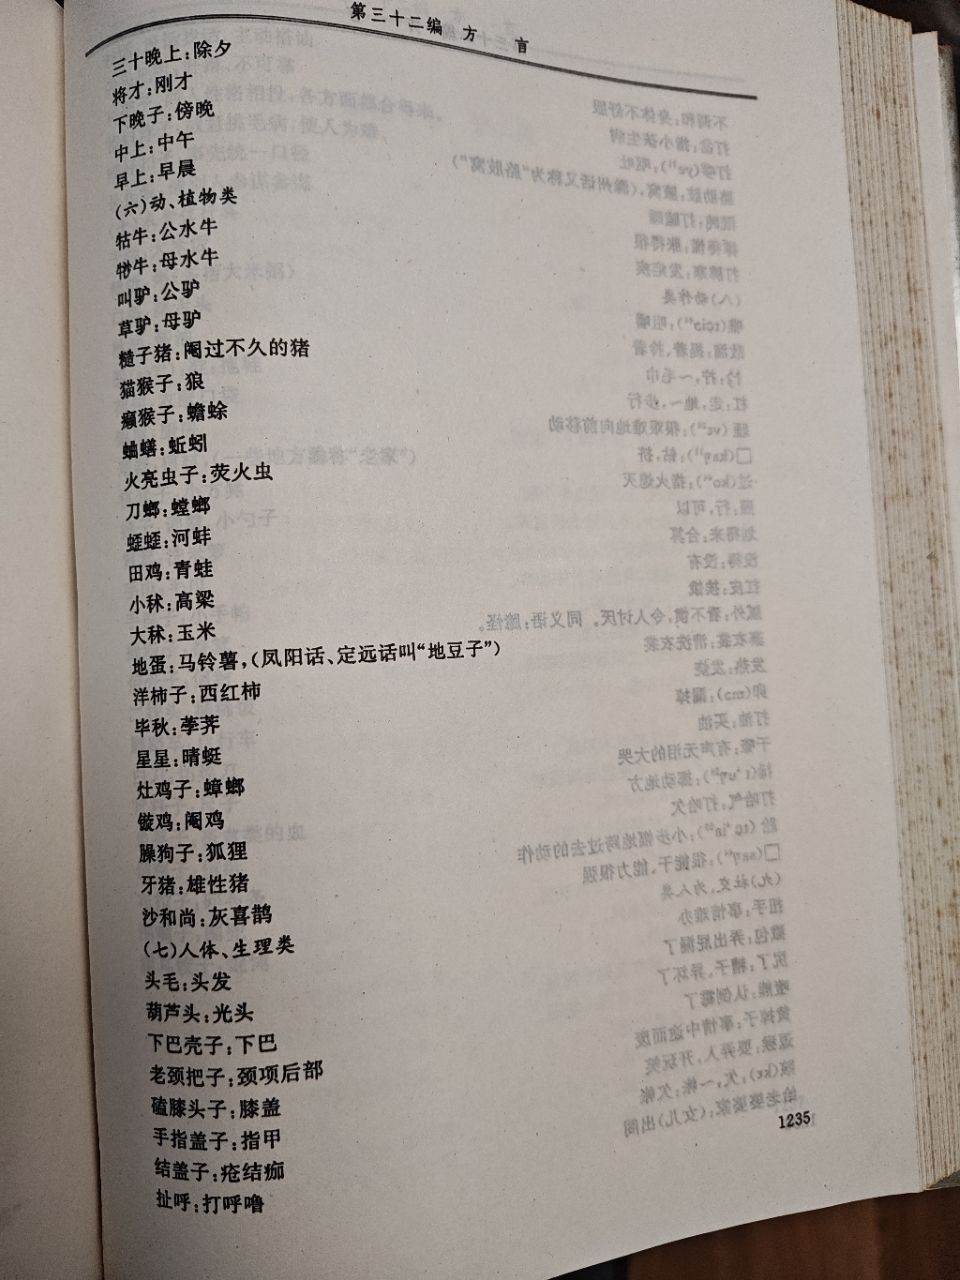 第三十二编 方 言
三十晚上:除夕
将才:刚才
下晚子:傍晚
中上:中午
早上:早晨
(六)动、植物类
牯牛:公水牛
牸牛:母水牛
叫驴:公驴
草驴:母驴
糙子猪:阉过不久的猪
猫猴子:狼
癞猴子:蟾蜍
蛐蟮:蚯蚓
火亮虫子:荧火虫
刀螂:螳螂
蛏蛏:河蚌
田鸡:青蛙
小秫:高梁
大秫:玉米
地蛋:马铃薯,(凤阳话、定远话叫“地豆子”)
洋柿子:西红柿
毕秋:荸荠
星星:晴蜓
灶鸡子:蟑螂
镟鸡:阉鸡
臊狗子:狐狸
牙猪:雄性猪
沙和尚:灰喜鹊
(七)人体、生理类
头毛:头发
葫芦头:光头
下巴壳子:下巴
老颈把子:颈项后部
磕膝头子:膝盖
手指盖子:指甲
结盖子:疮结痂
扯呼:打呼噜
1235